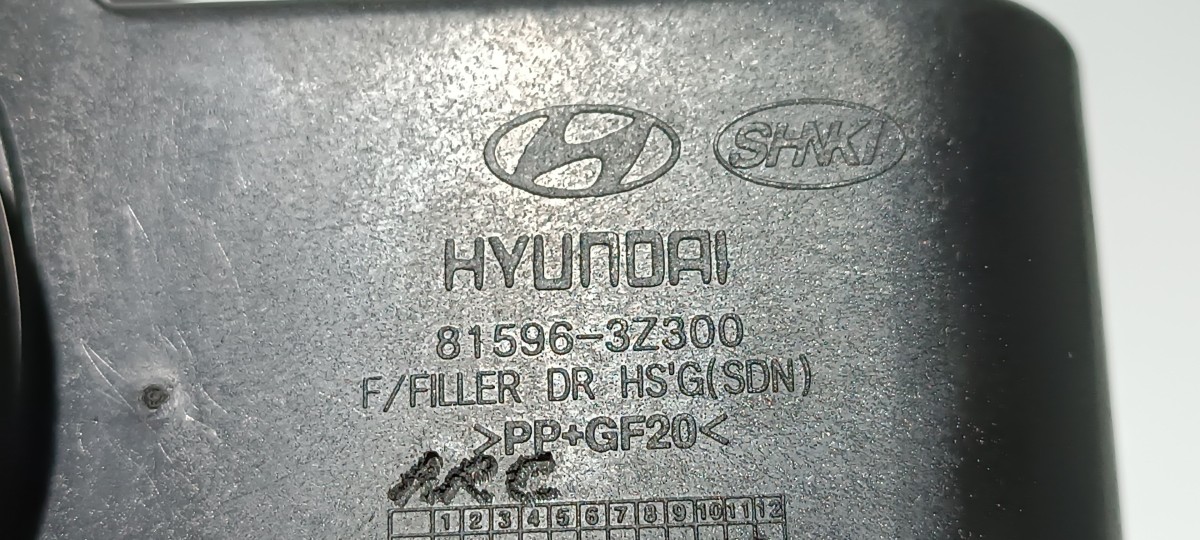 SHNKI
HYUNDAI
81596-3Z300
F/FILLER DR HS'G(SDN)
>PP+GF20<
ARC
1 2 3 4 5 6 7 8 9 10 11 12